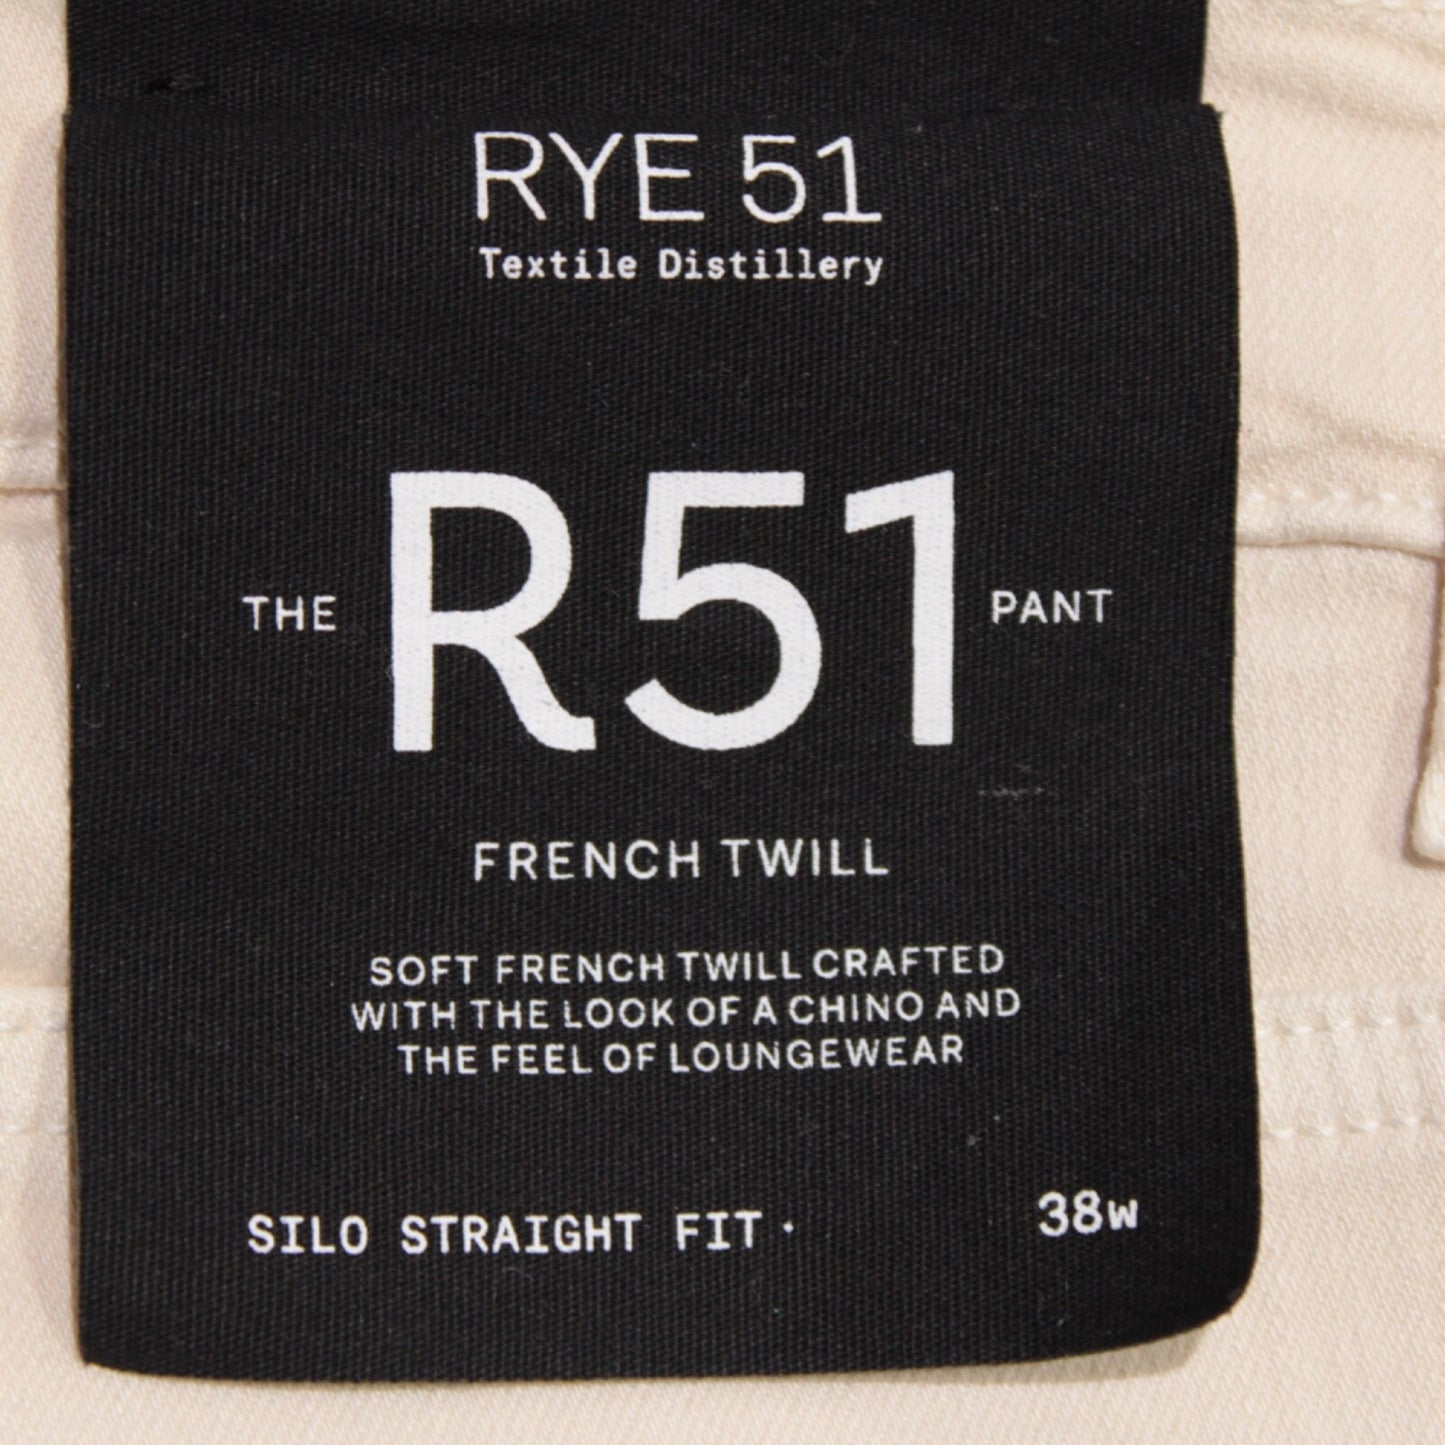 RYE 51
Textile Distillery
THE R51 PANT
FRENCH TWILL
SOFT FRENCH TWILL CRAFTED
WITH THE LOOK OF A CHINO AND
THE FEEL OF LOUNGEWEAR
SILO STRAIGHT FIT · 38W